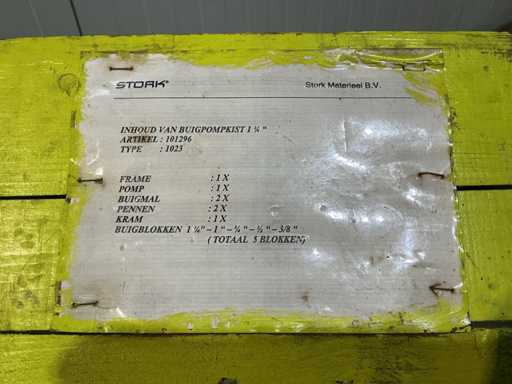 STORK®
Stork Materieel B.V.
INHOUD VAN BUIGPOMPKIST 1 ¼ "
ARTIKEL : 101296
TYPE : 1023
FRAME : 1 X
POMP : 1 X
BUIGMAL : 2 X
PENNEN : 2 X
KRAM : 1 X
BUIGBLOKKEN 1 ¼" – 1 " – ¾ " – ½ " – 3/8 "
( TOTAAL 5 BLOKKEN)